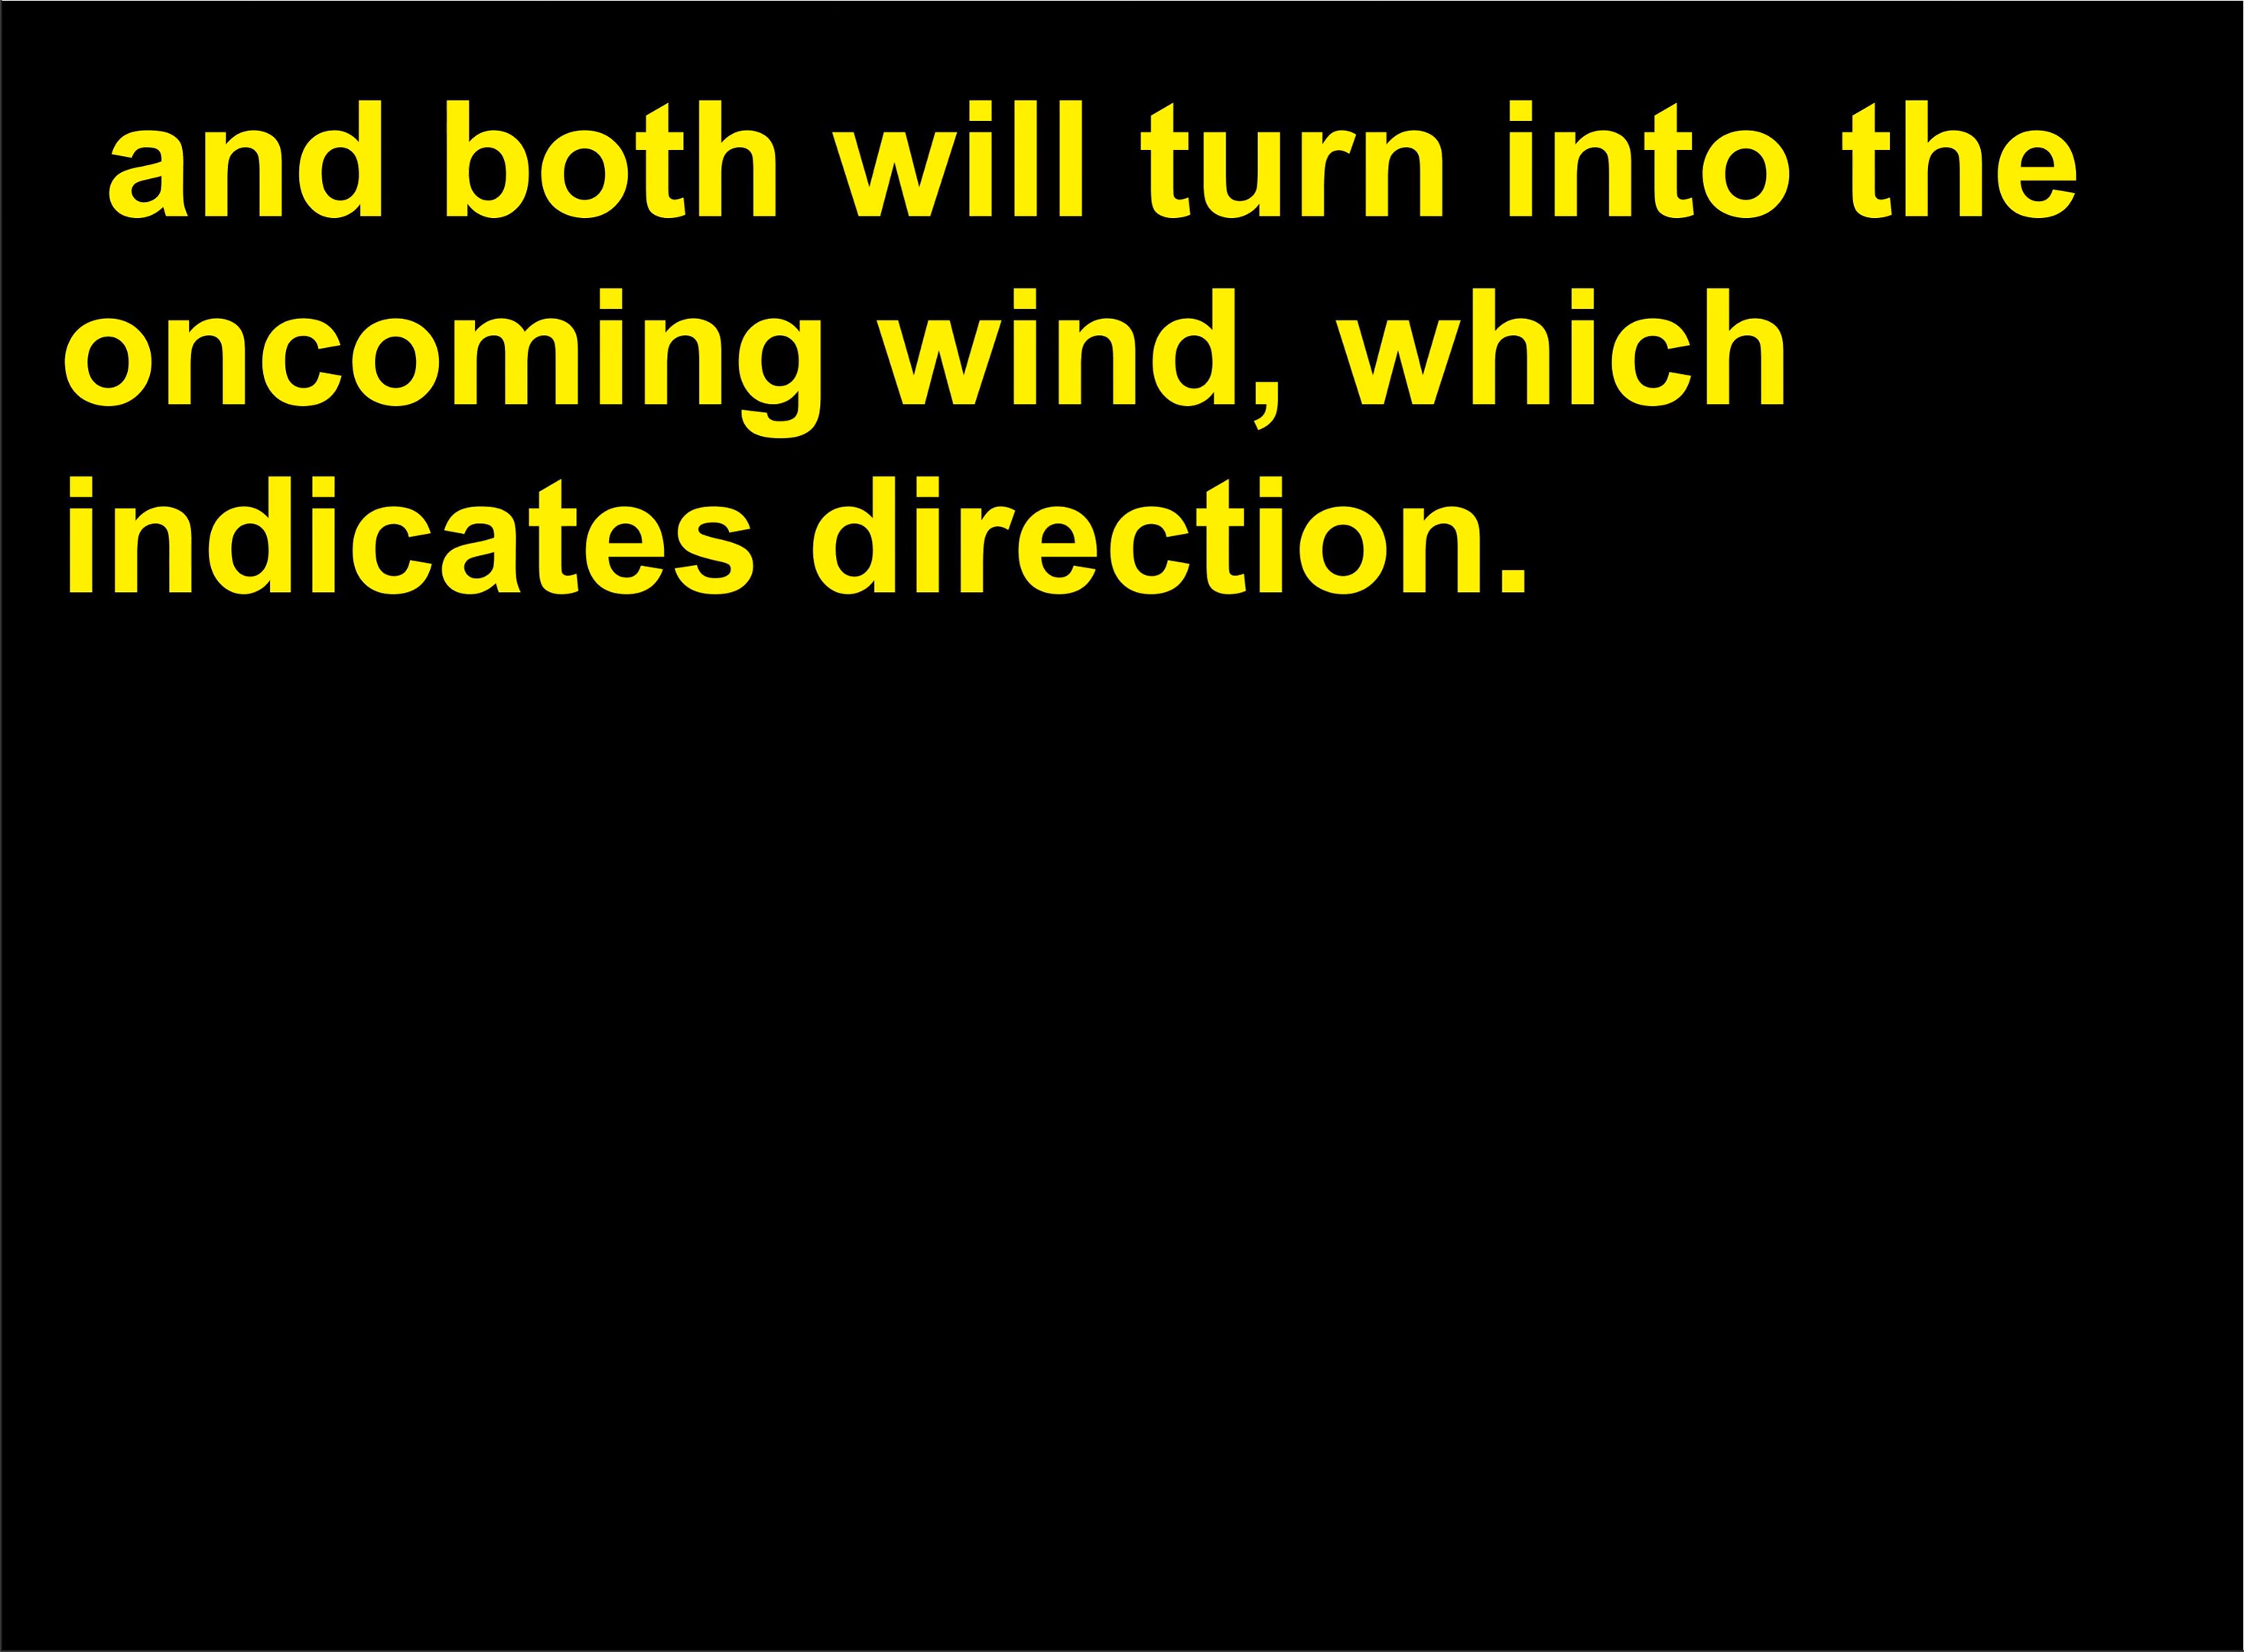 and both will turn into the
oncoming wind, which
indicates direction.